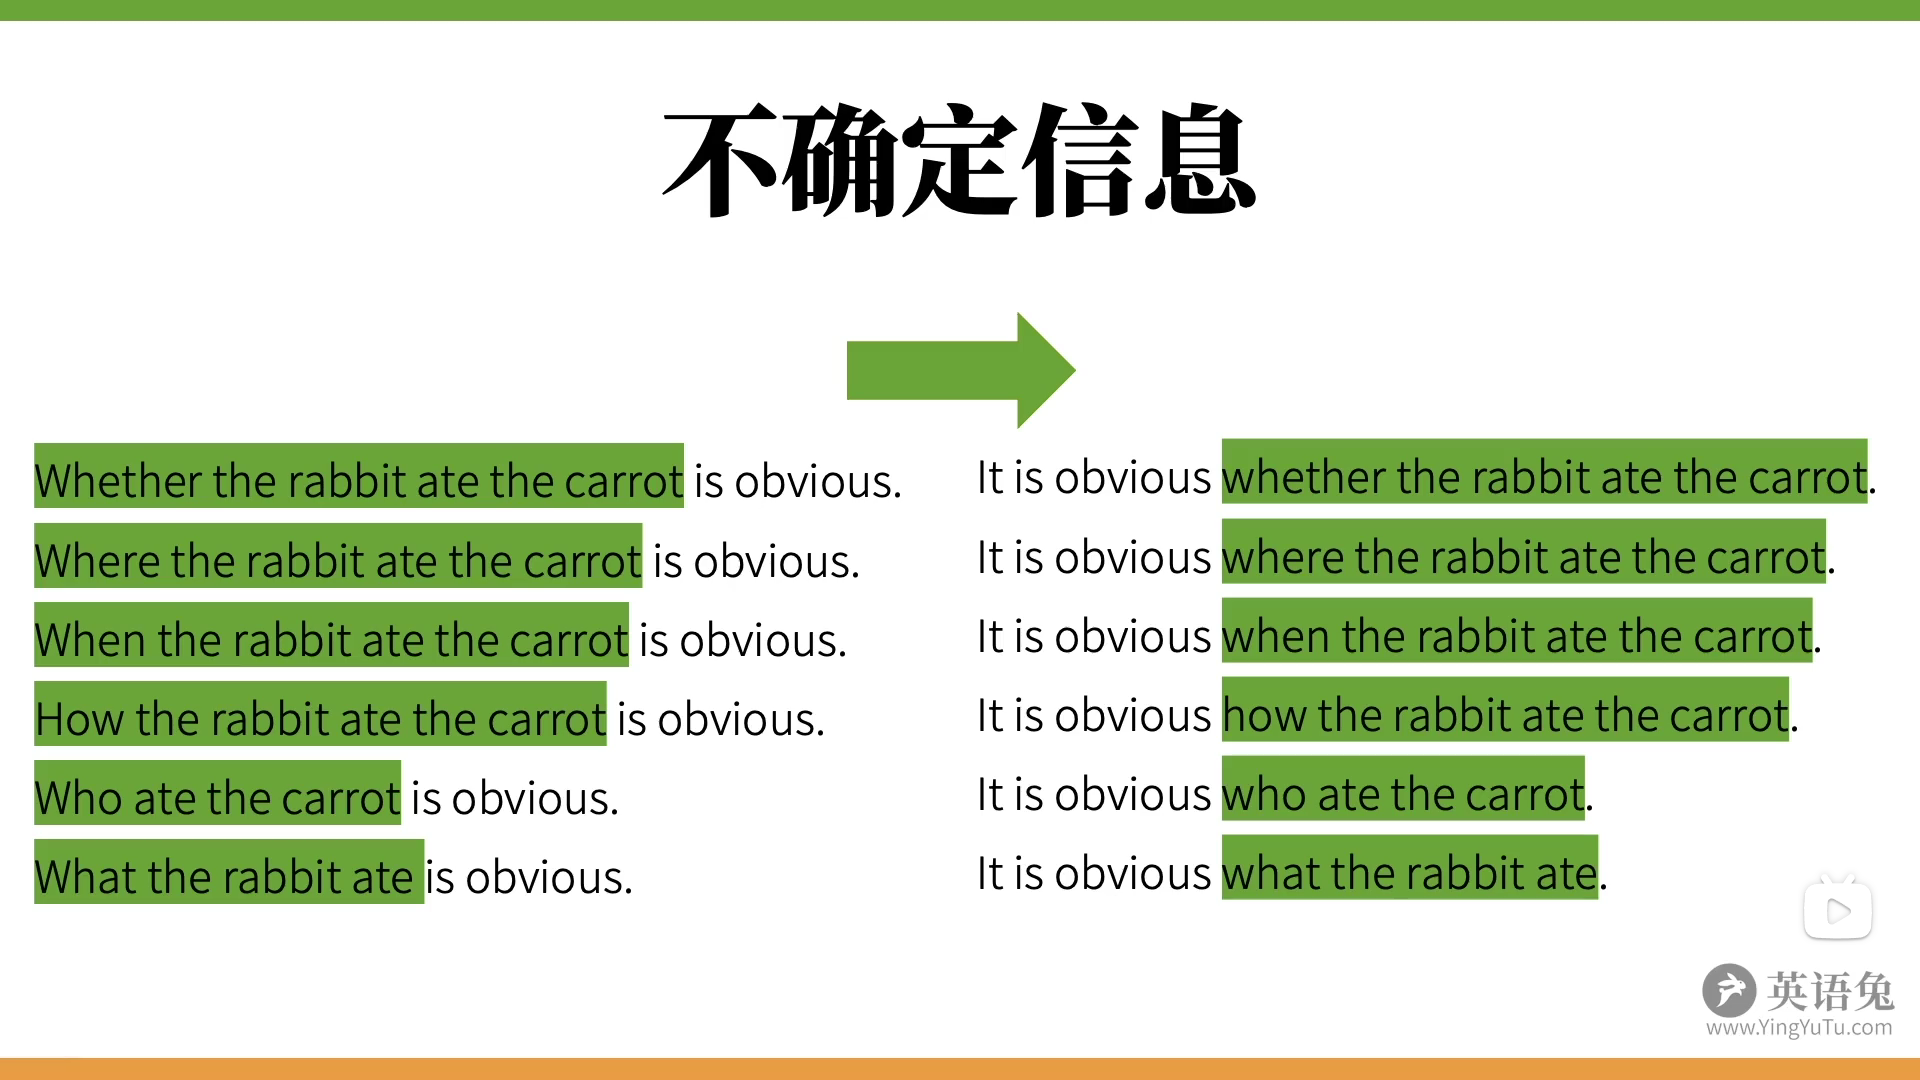 不确定信息
Whether the rabbit ate the carrot is obvious.
Where the rabbit ate the carrot is obvious.
When the rabbit ate the carrot is obvious.
How the rabbit ate the carrot is obvious.
Who ate the carrot is obvious.
What the rabbit ate is obvious.
It is obvious whether the rabbit ate the carrot.
It is obvious where the rabbit ate the carrot.
It is obvious when the rabbit ate the carrot.
It is obvious how the rabbit ate the carrot.
It is obvious who ate the carrot.
It is obvious what the rabbit ate.
英语兔
www.YingYuTu.com